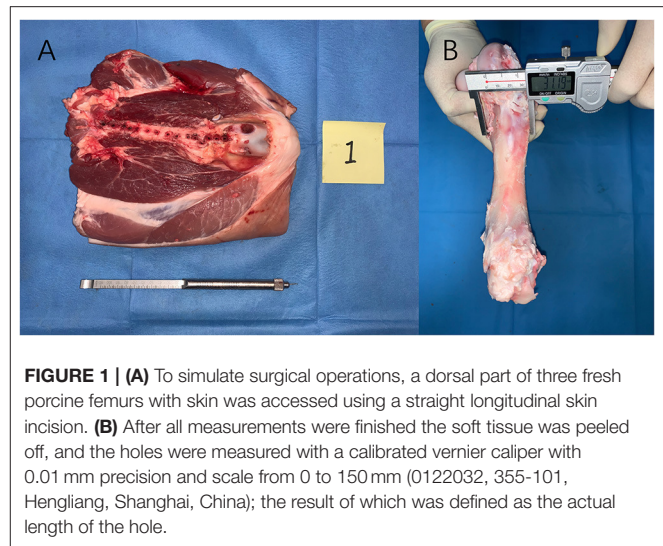 A
B
1
FIGURE 1 | (A) To simulate surgical operations, a dorsal part of three fresh
porcine femurs with skin was accessed using a straight longitudinal skin
incision. (B) After all measurements were finished the soft tissue was peeled
off, and the holes were measured with a calibrated vernier caliper with
0.01 mm precision and scale from 0 to 150 mm (0122032, 355-101,
Hengliang, Shanghai, China); the result of which was defined as the actual
length of the hole.